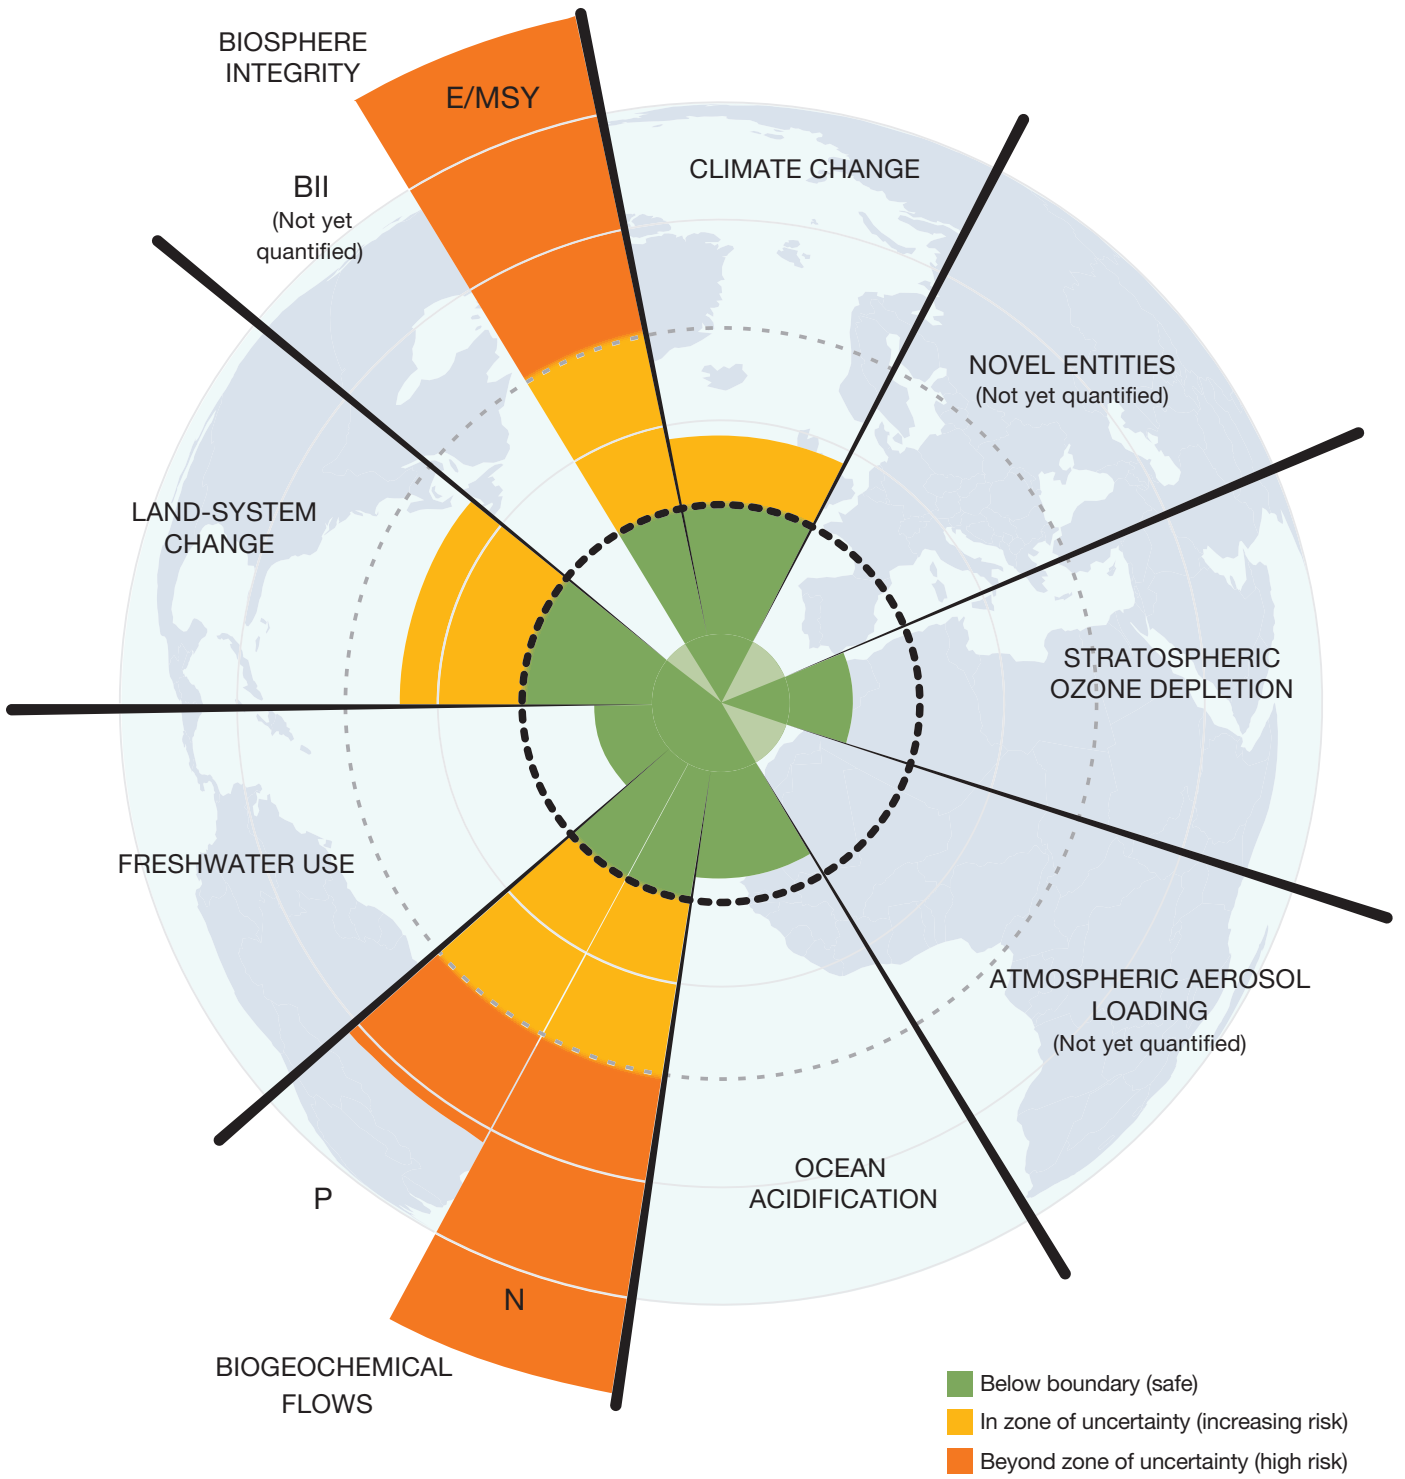 BIOSPHERE
INTEGRITY
E/MSY
BII
(Not yet
quantified)
CLIMATE CHANGE
NOVEL ENTITIES
(Not yet quantified)
LAND-SYSTEM
CHANGE
STRATOSPHERIC
OZONE DEPLETION
FRESHWATER USE
ATMOSPHERIC AEROSOL
LOADING
(Not yet quantified)
OCEAN
ACIDIFICATION
P
N
BIOGEOCHEMICAL
FLOWS
Below boundary (safe)
In zone of uncertainty (increasing risk)
Beyond zone of uncertainty (high risk)